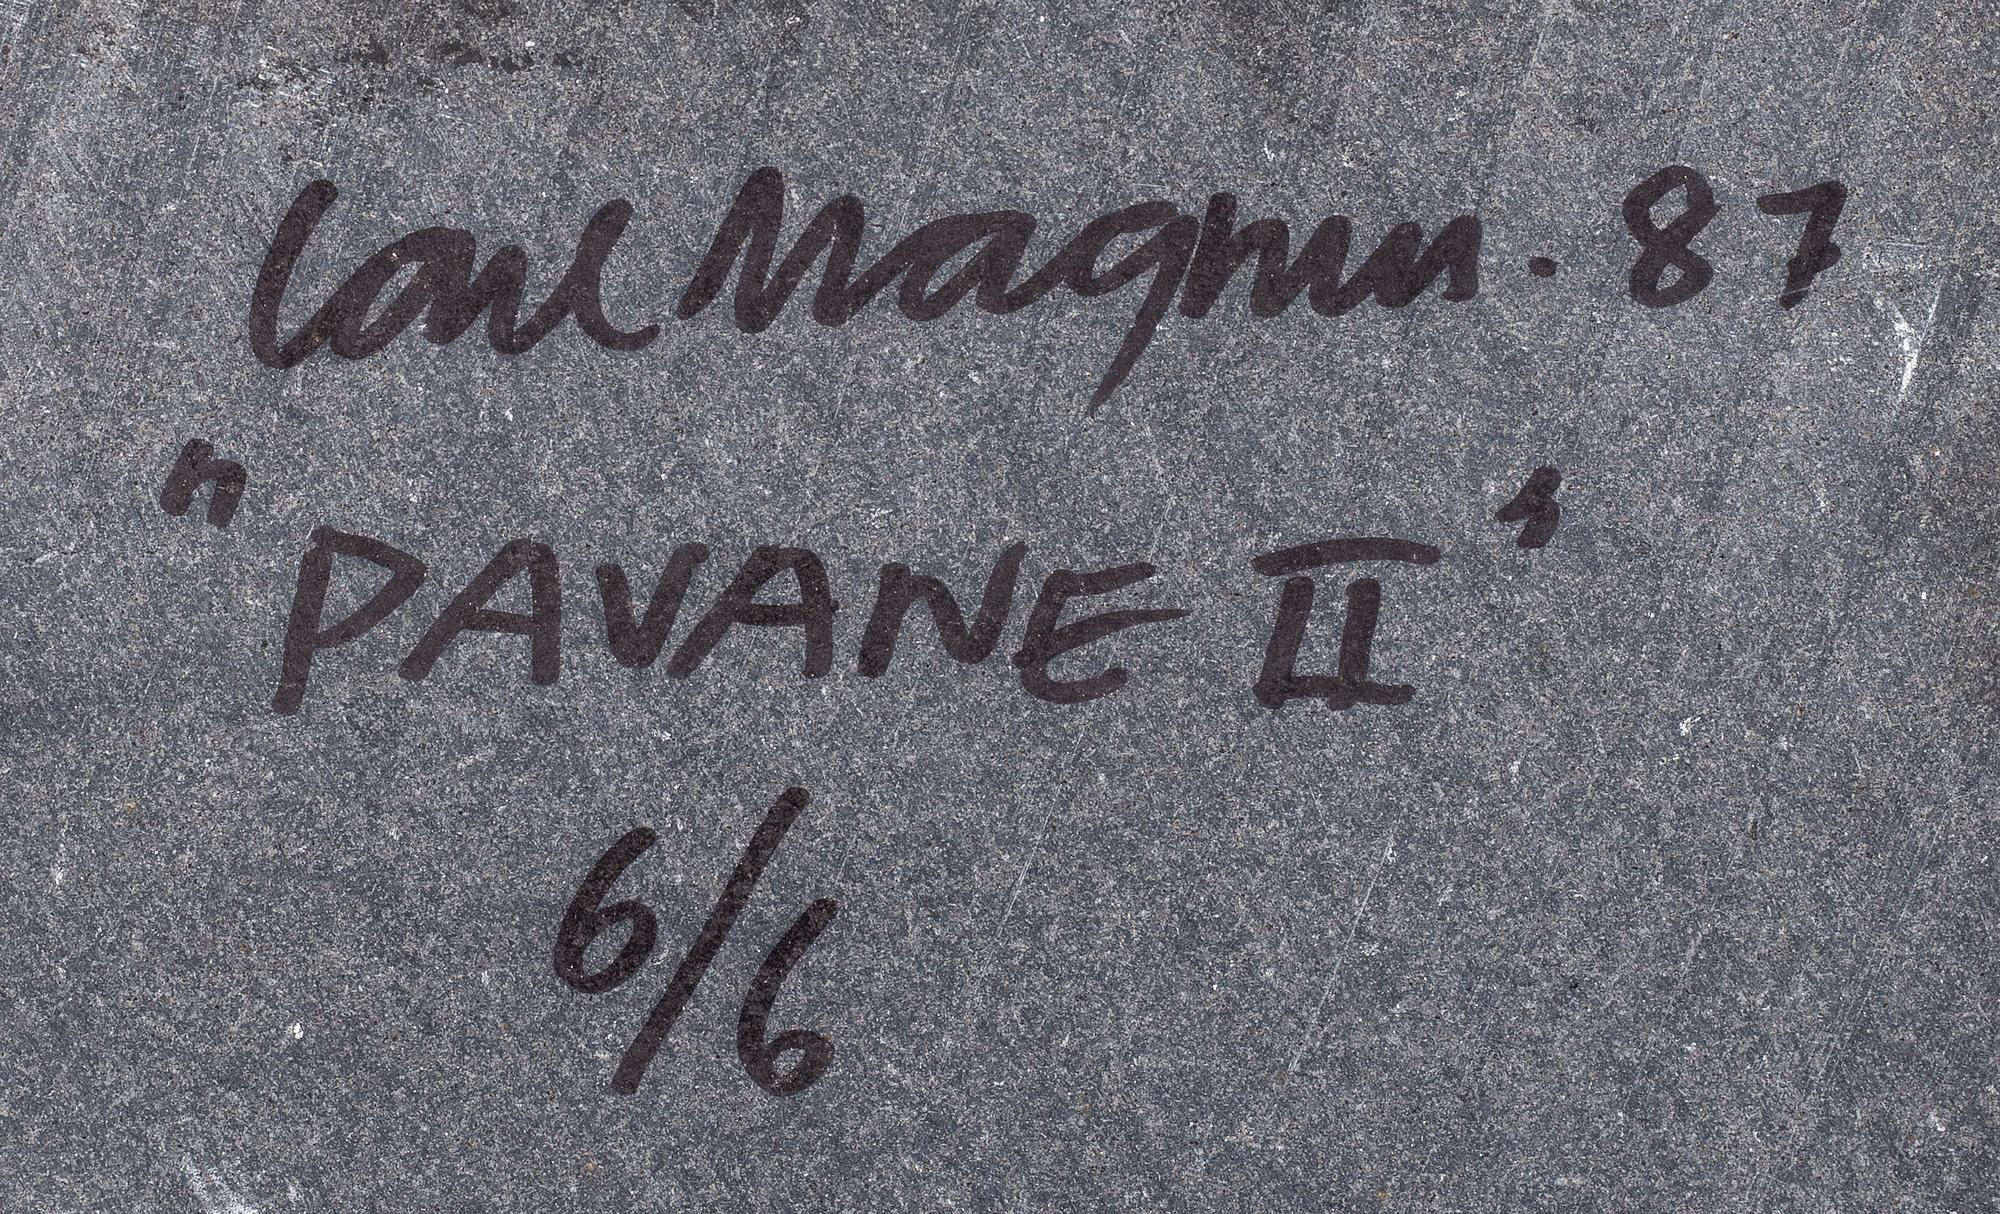 Carl Magnus. 87
"PAVANE II"
6/6